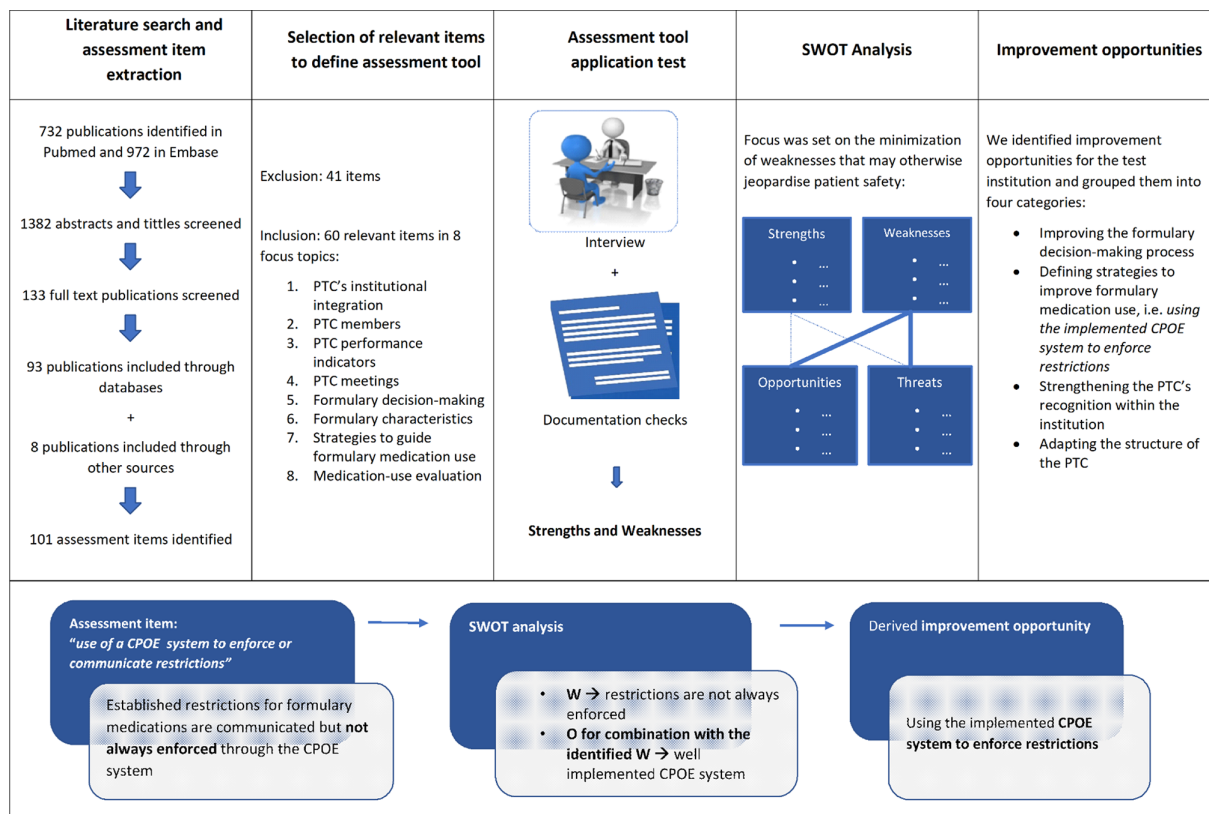 Literature search and
assessment item
extraction
732 publications identified in
Pubmed and 972 in Embase
1382 abstracts and tittles screened
133 full text publications screened
93 publications included through
databases
+
8 publications included through
other sources
101 assessment items identified
Selection of relevant items
to define assessment tool
Exclusion: 41 items
Inclusion: 60 relevant items in 8
focus topics:
1. PTC's institutional
integration
2. PTC members
3. PTC performance
indicators
4. PTC meetings
5. Formulary decision-making
6. Formulary characteristics
7. Strategies to guide
formulary medication use
8. Medication-use evaluation
Assessment tool
application test
Interview
+
Documentation checks
Strengths and Weaknesses
SWOT Analysis
Focus was set on the minimization
of weaknesses that may otherwise
jeopardise patient safety:
Strengths
• ...
• ...
• ...
Weaknesses
• ...
• ...
• ...
Opportunities
• ...
• ...
• ...
Threats
• ...
• ...
• ...
Improvement opportunities
We identified improvement
opportunities for the test
institution and grouped them into
four categories:
• Improving the formulary
decision-making process
• Defining strategies to
improve formulary
medication use, i.e. using
the implemented CPOE
system to enforce
restrictions
• Strengthening the PTC's
recognition within the
institution
• Adapting the structure of
the PTC
Assessment item:
"use of a CPOE system to enforce or
communicate restrictions"
Established restrictions for formulary
medications are communicated but not
always enforced through the CPOE
system
SWOT analysis
• W → restrictions are not always
enforced
• O for combination with the
identified W → well
implemented CPOE system
Derived improvement opportunity
Using the implemented CPOE
system to enforce restrictions